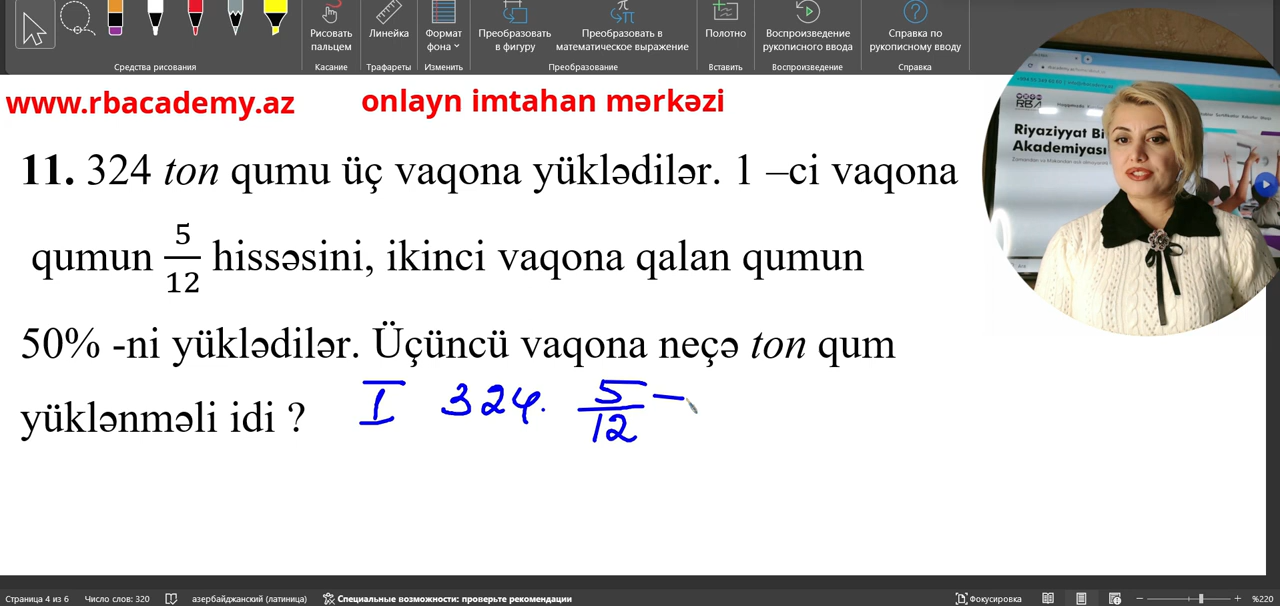 Рисовать пальцем
Линейка
Формат фона
Преобразовать в фигуру
Преобразовать в математическое выражение
Полотно
Воспроизведение рукописного ввода
Справка по рукописному вводу
Средства рисования
Касание
Трафареты
Изменить
Преобразование
Вставить
Воспроизведение
Справка
www.rbacademy.az onlayn imtahan mərkəzi
RBA
Riyaziyyat Bi
Akademiyası
11. 324 ton qumu üç vaqona yüklədilər. 1 –ci vaqona
qumun 5/12 hissəsini, ikinci vaqona qalan qumun
50% -ni yüklədilər. Üçüncü vaqona neçə ton qum
yüklənməli idi ?
I 324. 5/12 -
Страница 4 из 6 Число слов: 320 азербайджанский (латиница) Специальные возможности: проверьте рекомендации Фокусировка %220